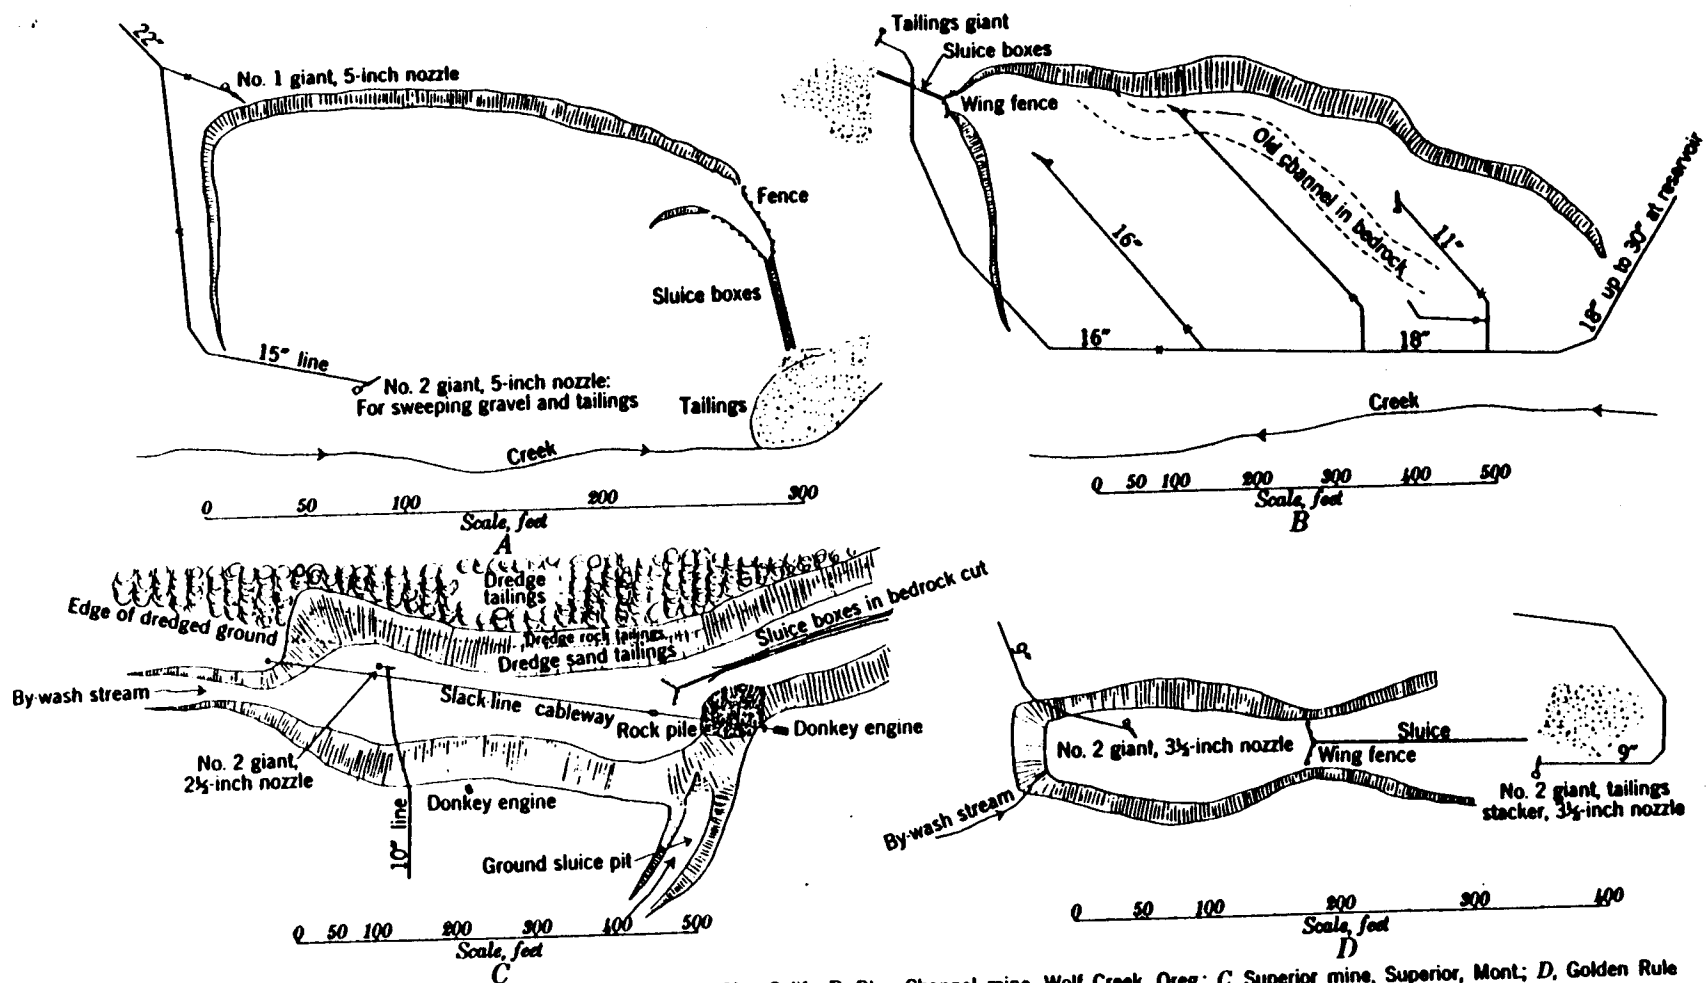 22″
No. 1 giant, 5-inch nozzle
Fence
Sluice boxes
15″ line
No. 2 giant, 5-inch nozzle:
For sweeping gravel and tailings
Tailings
Creek
0 50 100 200 300
Scale, feet
A
Tailings giant
Sluice boxes
Wing fence
Old channel in bedrock
16″
11″
18″ up to 30″ at reservoir
16″
18″
Creek
0 50 100 200 300 400 500
Scale, feet
B
Dredge
tailings
Edge of dredged ground
Dredge rock tailings
Dredge sand tailings
Sluice boxes in bedrock cut
By-wash stream
Slack-line cableway
Rock pile
Donkey engine
No. 2 giant,
2½-inch nozzle
Donkey engine
10″ line
Ground sluice pit
0 50 100 200 300 400 500
Scale, feet
C
No. 2 giant, 3½-inch nozzle
Sluice
Wing fence
9″
No. 2 giant, tailings
stacker, 3½-inch nozzle
By-wash stream
0 50 100 200 300 400
Scale, feet
D
Channel mine, Wolf Creek, Oreg.; C, Superior mine, Superior, Mont.; D, Golden Rule